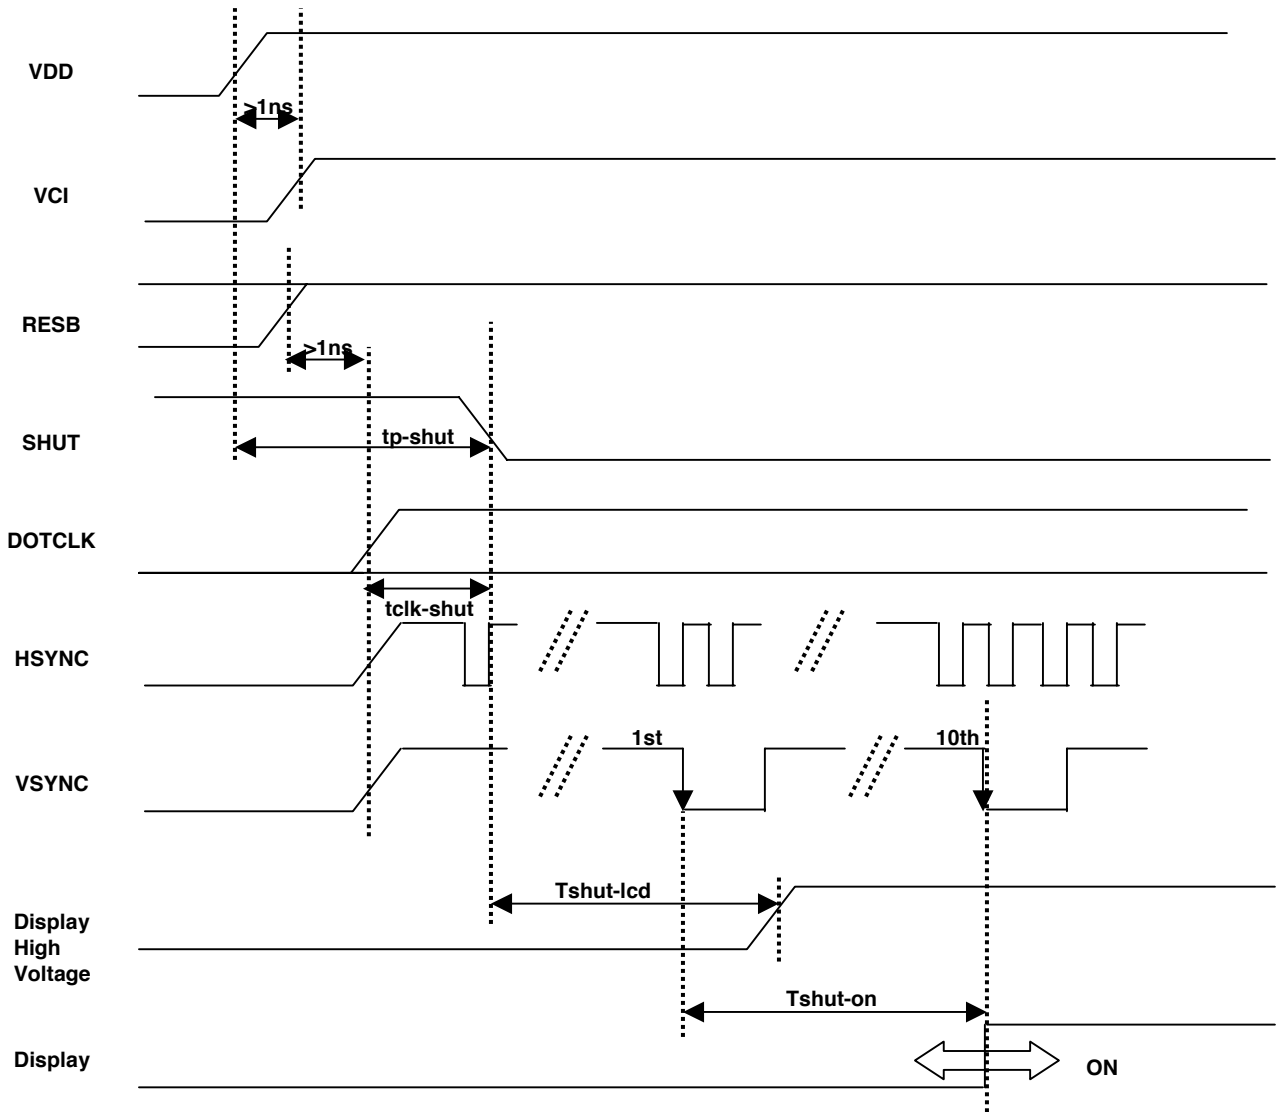 VDD
>1ns
VCI
RESB
>1ns
SHUT
tp-shut
DOTCLK
tclk-shut
HSYNC
VSYNC
1st
10th
Tshut-lcd
Display
High
Voltage
Tshut-on
Display
ON